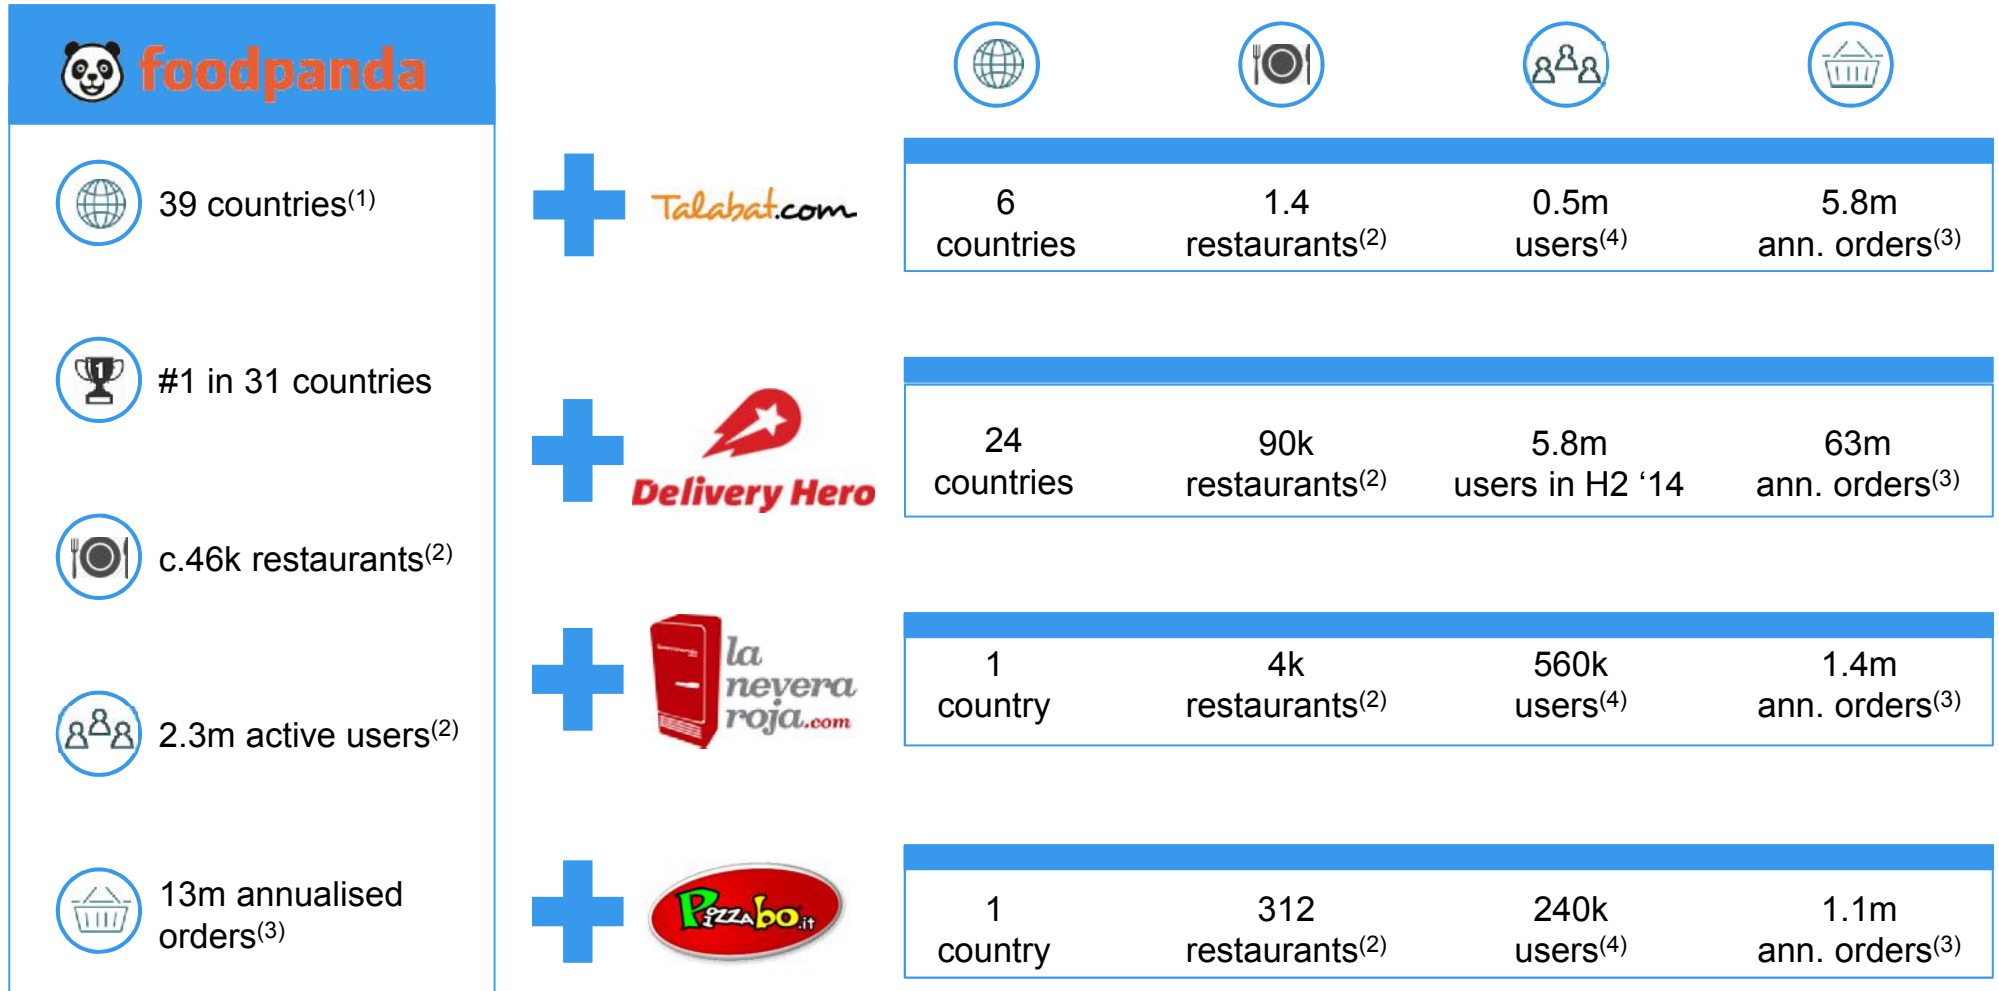 foodpanda
39 countries(1)
#1 in 31 countries
c.46k restaurants(2)
2.3m active users(2)
13m annualised
orders(3)
Talabat.com
6
countries
1.4
restaurants(2)
0.5m
users(4)
5.8m
ann. orders(3)
Delivery Hero
24
countries
90k
restaurants(2)
5.8m
users in H2 ‘14
63m
ann. orders(3)
la
nevera
roja.com
1
country
4k
restaurants(2)
560k
users(4)
1.4m
ann. orders(3)
Pizzabo.it
1
country
312
restaurants(2)
240k
users(4)
1.1m
ann. orders(3)